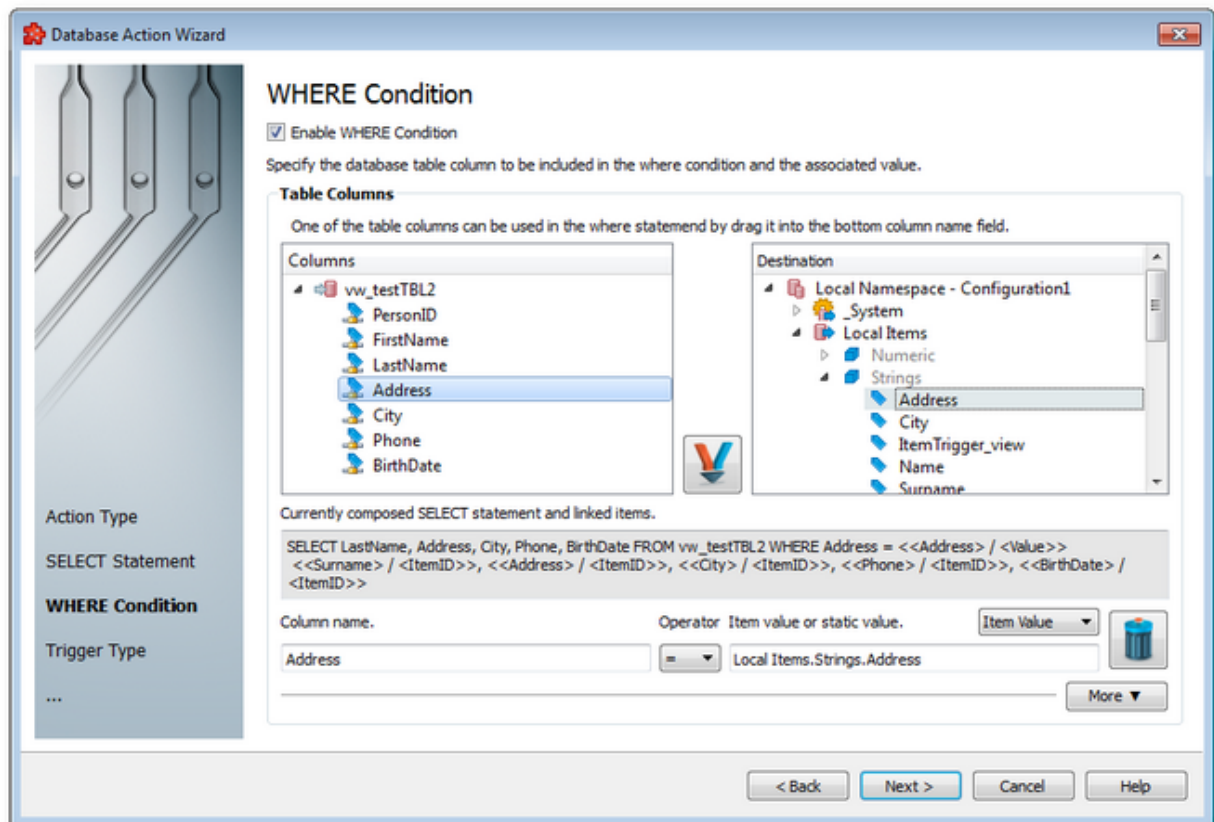 Database Action Wizard
WHERE Condition
Enable WHERE Condition
Specify the database table column to be included in the where condition and the associated value.
Table Columns
One of the table columns can be used in the where statemend by drag it into the bottom column name field.
Columns
vw_testTBL2
PersonID
FirstName
LastName
Address
City
Phone
BirthDate
Destination
Local Namespace - Configuration1
_System
Local Items
Numeric
Strings
Address
City
ItemTrigger_view
Name
Surname
Action Type
SELECT Statement
WHERE Condition
Trigger Type
...
Currently composed SELECT statement and linked items.
SELECT LastName, Address, City, Phone, BirthDate FROM vw_testTBL2 WHERE Address = <<Address> / <Value>>
<<Surname> / <ItemID>>, <<Address> / <ItemID>>, <<City> / <ItemID>>, <<Phone> / <ItemID>>, <<BirthDate> /
<ItemID>>
Column name. Operator Item value or static value. Item Value
Address = Local Items.Strings.Address
More ▼
< Back Next > Cancel Help